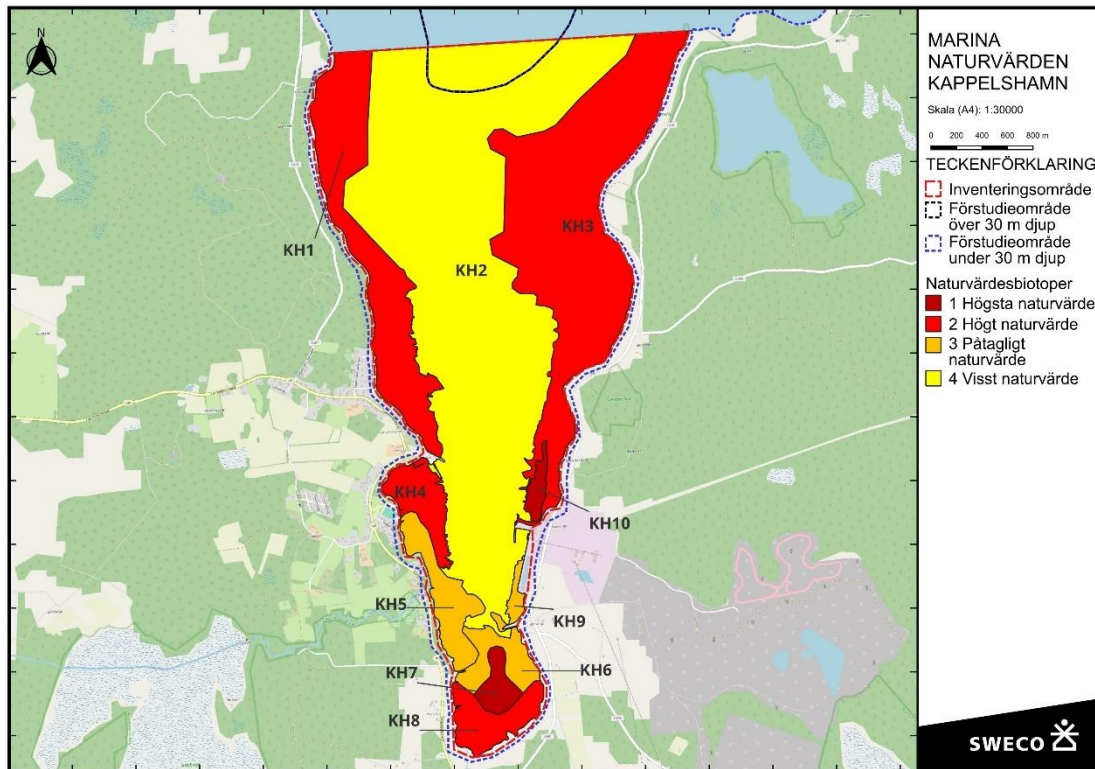 N
KH1
KH2
KH3
KH4
KH10
KH5
KH9
KH7
KH6
KH8
MARINA
NATURVÄRDEN
KAPPELSHAMN
Skala (A4): 1:30000
0 200 400 600 800 m
TECKENFÖRKLARING
Inventeringsområde
Förstudieområde
över 30 m djup
Förstudieområde
under 30 m djup
Naturvärdesbiotoper
1 Högsta naturvärde
2 Högt naturvärde
3 Påtagligt
naturvärde
4 Visst naturvärde
SWECO